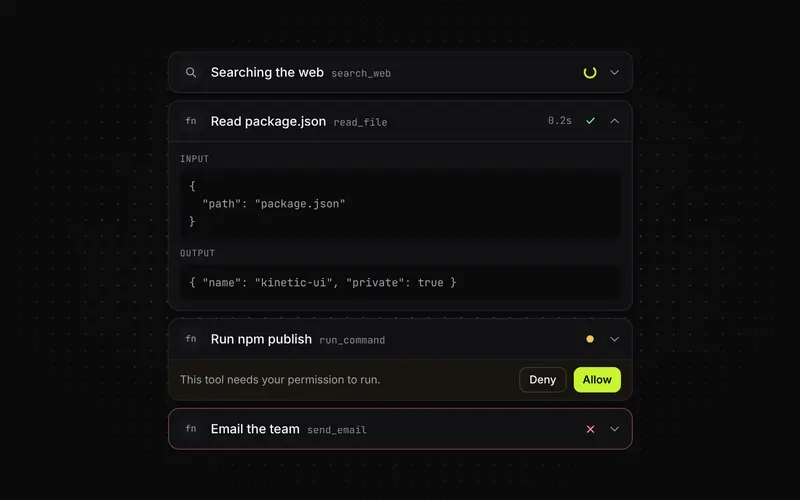 Searching the web search_web
fn Read package.json read_file 0.2s
INPUT
{
"path": "package.json"
}
OUTPUT
{ "name": "kinetic-ui", "private": true }
fn Run npm publish run_command
This tool needs your permission to run. Deny Allow
fn Email the team send_email